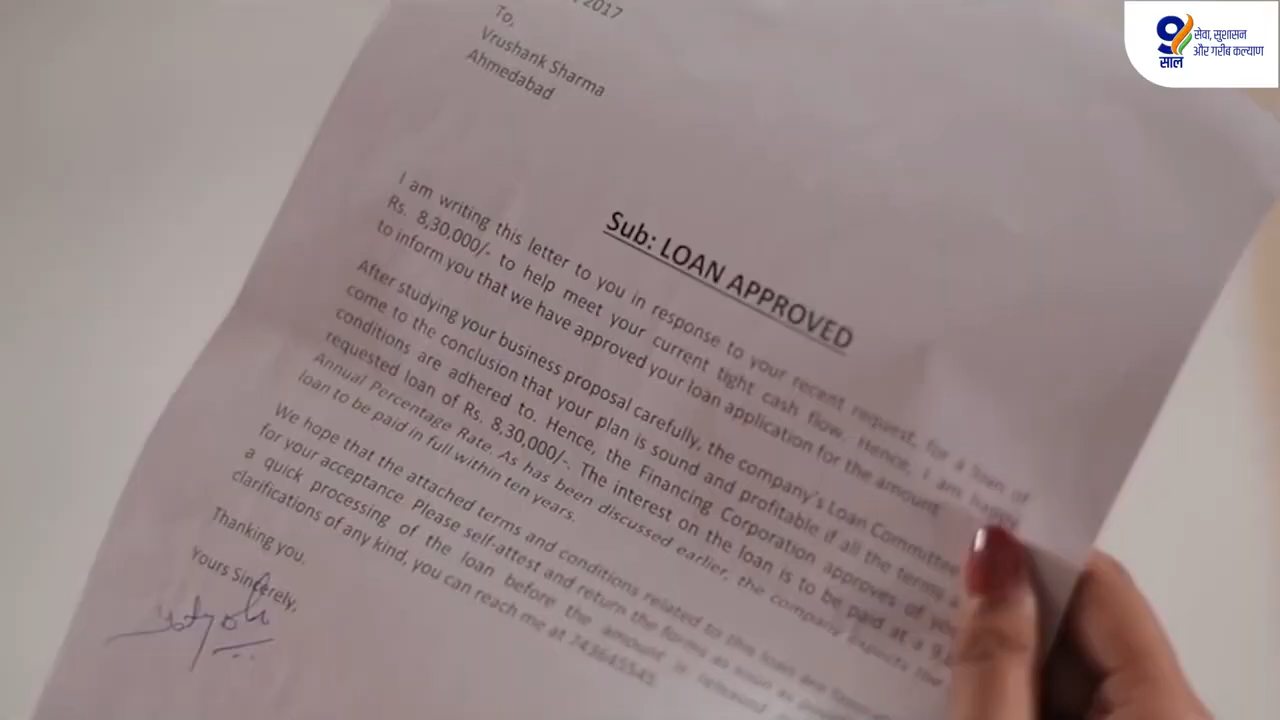 2017
To,
Vrushank Sharma
Ahmedabad
Sub: LOAN APPROVED
I am writing this letter to you in response to your recent request, for a loan of
Rs. 8,30,000/- to help meet your current tight cash flow. Hence, I am happy
to inform you that we have approved your loan application for the amount
After studying your business proposal carefully, the company's Loan Committee
come to the conclusion that your plan is sound and profitable if all the terms
conditions are adhered to. Hence, the Financing Corporation approves of
requested loan of Rs. 8,30,000/-. The interest on the loan is to be paid at a
Annual Percentage Rate. As has been discussed earlier, the company expects the
loan to be paid in full within ten years.
We hope that the attached terms and conditions related to this loan are
for your acceptance. Please self-attest and return the forms as soon as
a quick processing of the loan before the amount is released
clarifications of any kind, you can reach me at
Thanking you.
Yours Sincerely,
9 साल
सेवा, सुशासन
और गरीब कल्याण